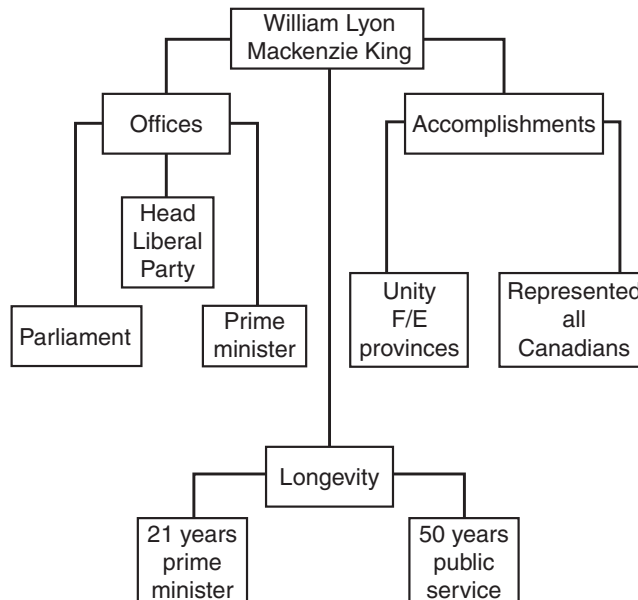 William Lyon
Mackenzie King
Offices
Accomplishments
Head
Liberal
Party
Parliament
Prime
minister
Unity
F/E
provinces
Represented
all
Canadians
Longevity
21 years
prime
minister
50 years
public
service